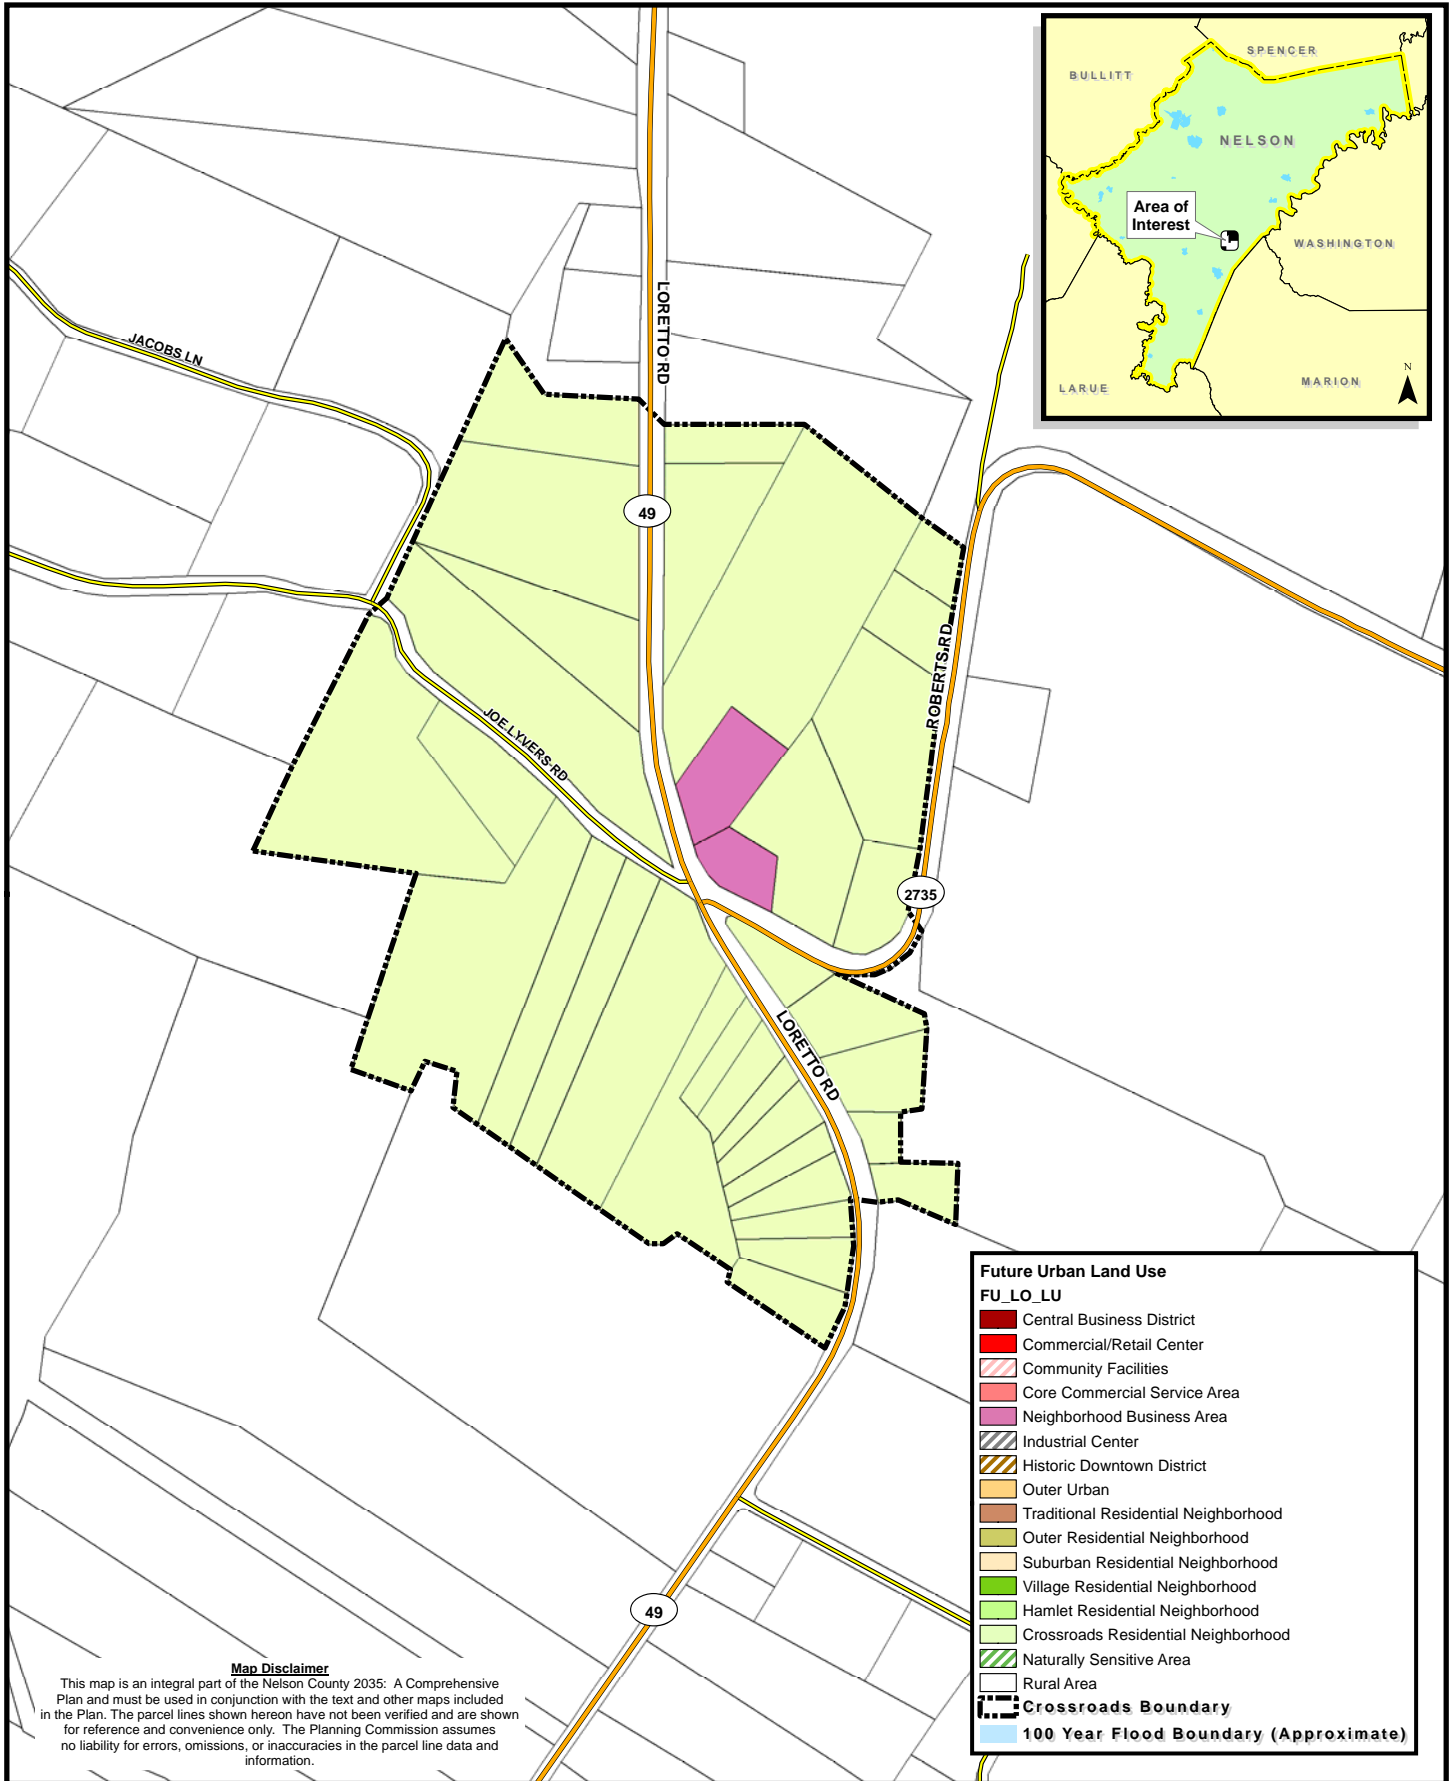 SPENCER
BULLITT
NELSON
Area of
Interest
WASHINGTON
MARION
LARUE
N
LORETTO RD
JACOBS LN
49
ROBERTS RD
JOE LYVERS RD
2735
LORETTO RD
49
Future Urban Land Use
FU_LO_LU
Central Business District
Commercial/Retail Center
Community Facilities
Core Commercial Service Area
Neighborhood Business Area
Industrial Center
Historic Downtown District
Outer Urban
Traditional Residential Neighborhood
Outer Residential Neighborhood
Suburban Residential Neighborhood
Village Residential Neighborhood
Hamlet Residential Neighborhood
Crossroads Residential Neighborhood
Naturally Sensitive Area
Rural Area
Crossroads Boundary
100 Year Flood Boundary (Approximate)
Map Disclaimer
This map is an integral part of the Nelson County 2035: A Comprehensive
Plan and must be used in conjunction with the text and other maps included
in the Plan. The parcel lines shown hereon have not been verified and are shown
for reference and convenience only. The Planning Commission assumes
no liability for errors, omissions, or inaccuracies in the parcel line data and
information.